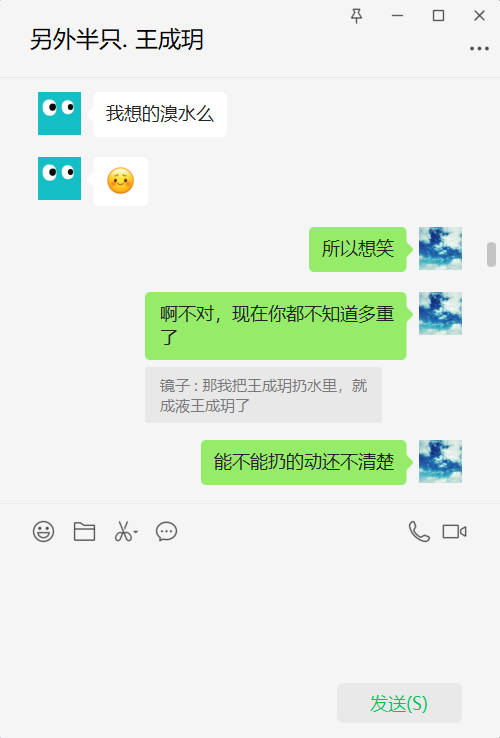 另外半只. 王成玥
我想的溴水么
所以想笑
啊不对，现在你都不知道多重
了
镜子 : 那我把王成玥扔水里，就
成液王成玥了
能不能扔的动还不清楚
发送(S)